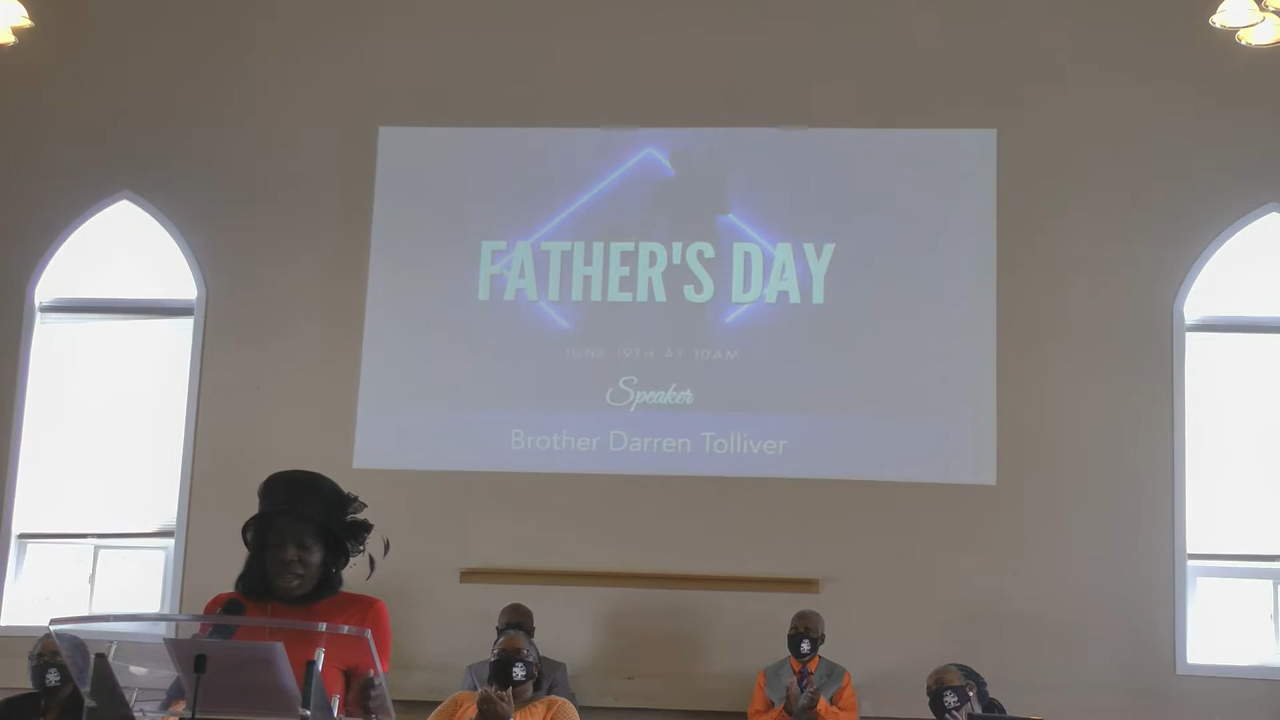 FATHER'S DAY
JUNE 19TH AT 10AM
Speaker
Brother Darren Tolliver